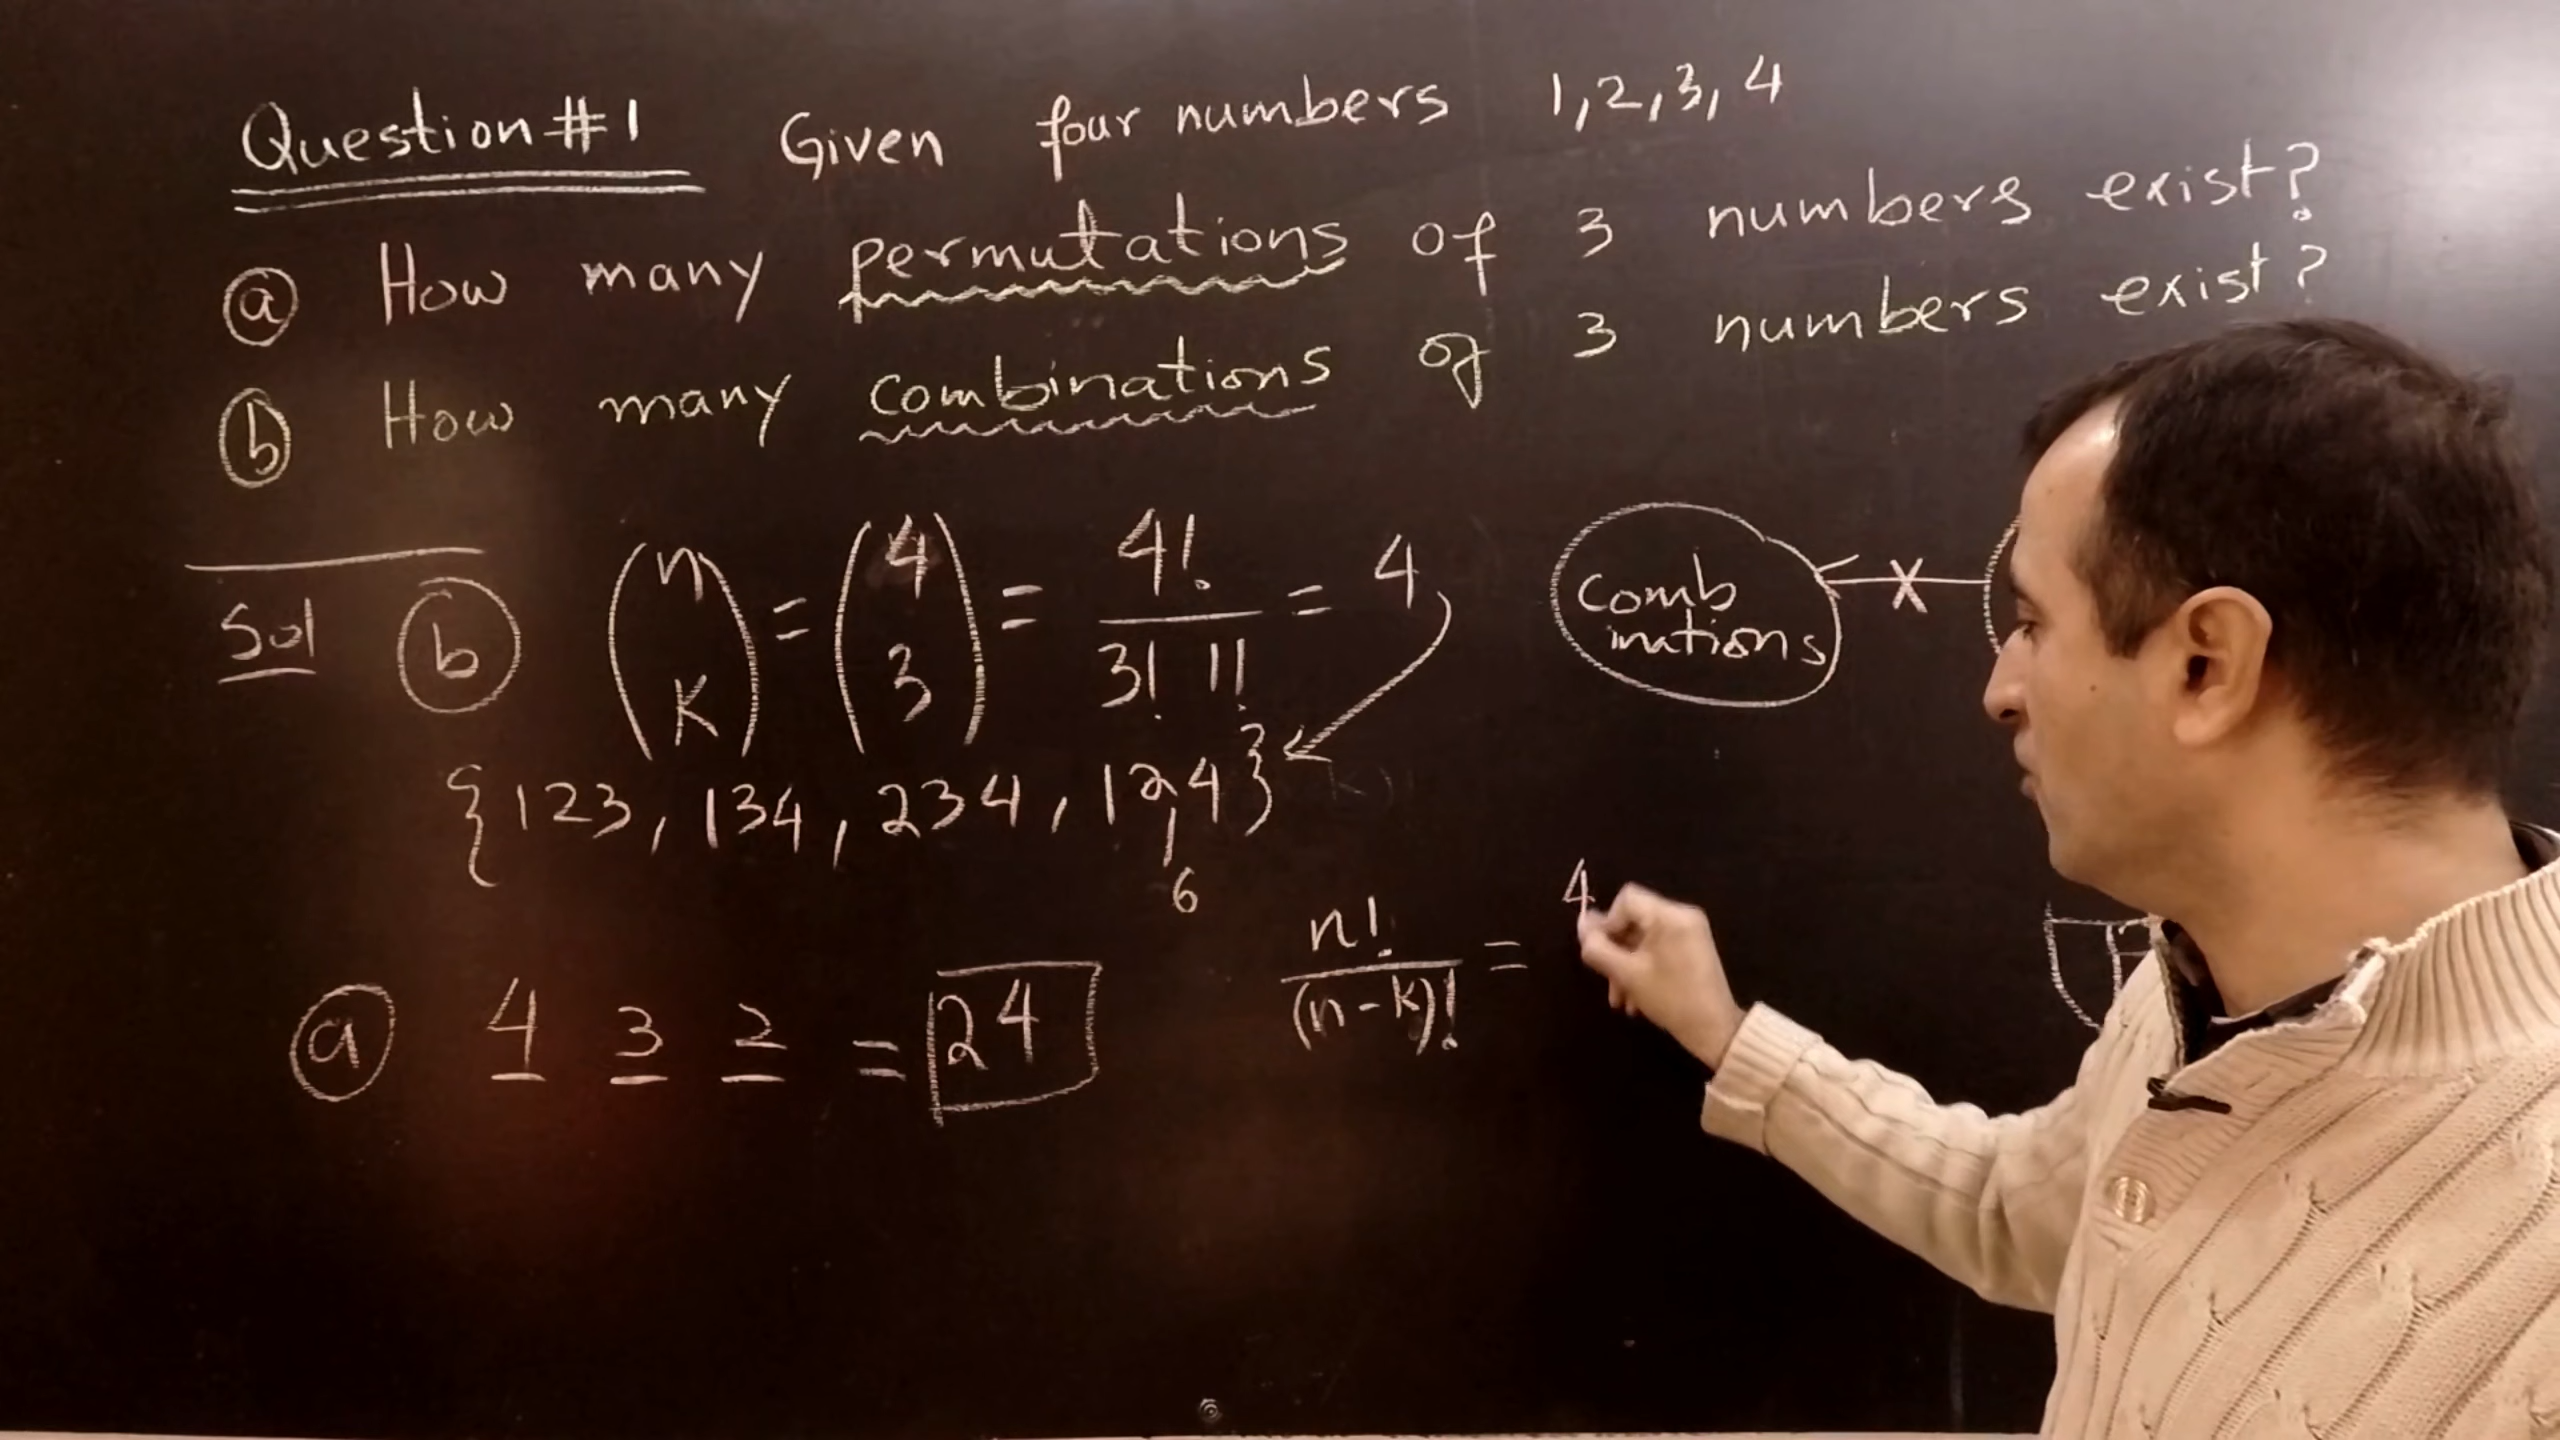 Question #1 Given four numbers 1,2,3,4
ⓐ How many permutations of 3 numbers exist?
ⓑ How many combinations of 3 numbers exist?
Sol ⓑ (n K) = (4 3) = 4! / 3! 1! = 4
Comb
inations
X
{123, 134, 234, 124}
6
ⓐ 4 3 2 = 24
n! / (n-k)! = 4